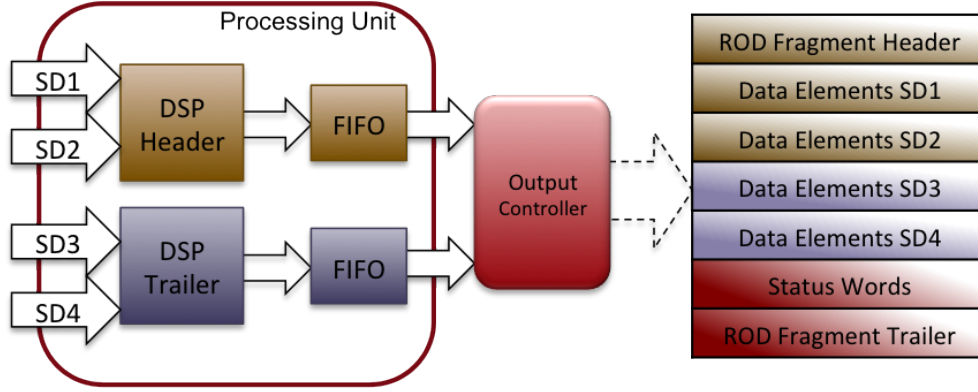 Processing Unit
SD1
SD2
DSP
Header
FIFO
SD3
SD4
DSP
Trailer
FIFO
Output
Controller
ROD Fragment Header
Data Elements SD1
Data Elements SD2
Data Elements SD3
Data Elements SD4
Status Words
ROD Fragment Trailer